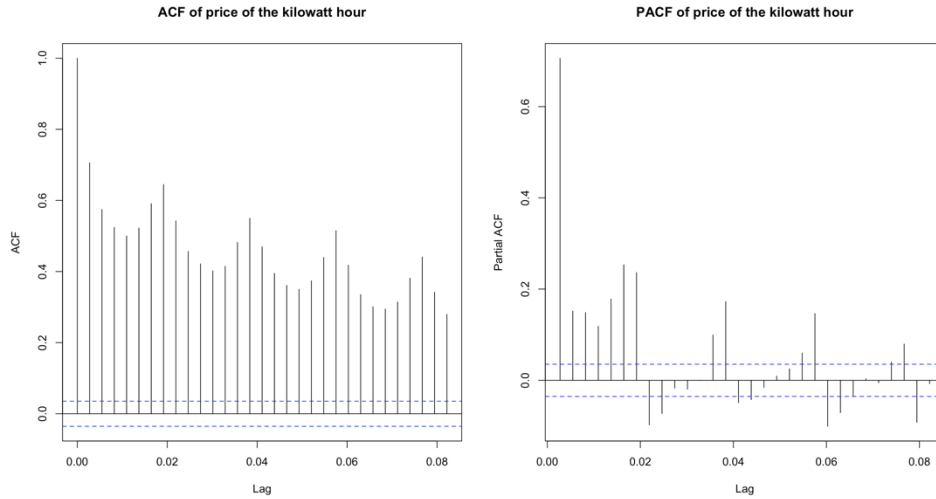 ACF of price of the kilowatt hour
ACF
1.0
0.8
0.6
0.4
0.2
0.0
0.00 0.02 0.04 0.06 0.08
Lag
PACF of price of the kilowatt hour
Partial ACF
0.6
0.4
0.2
0.0
0.00 0.02 0.04 0.06 0.08
Lag